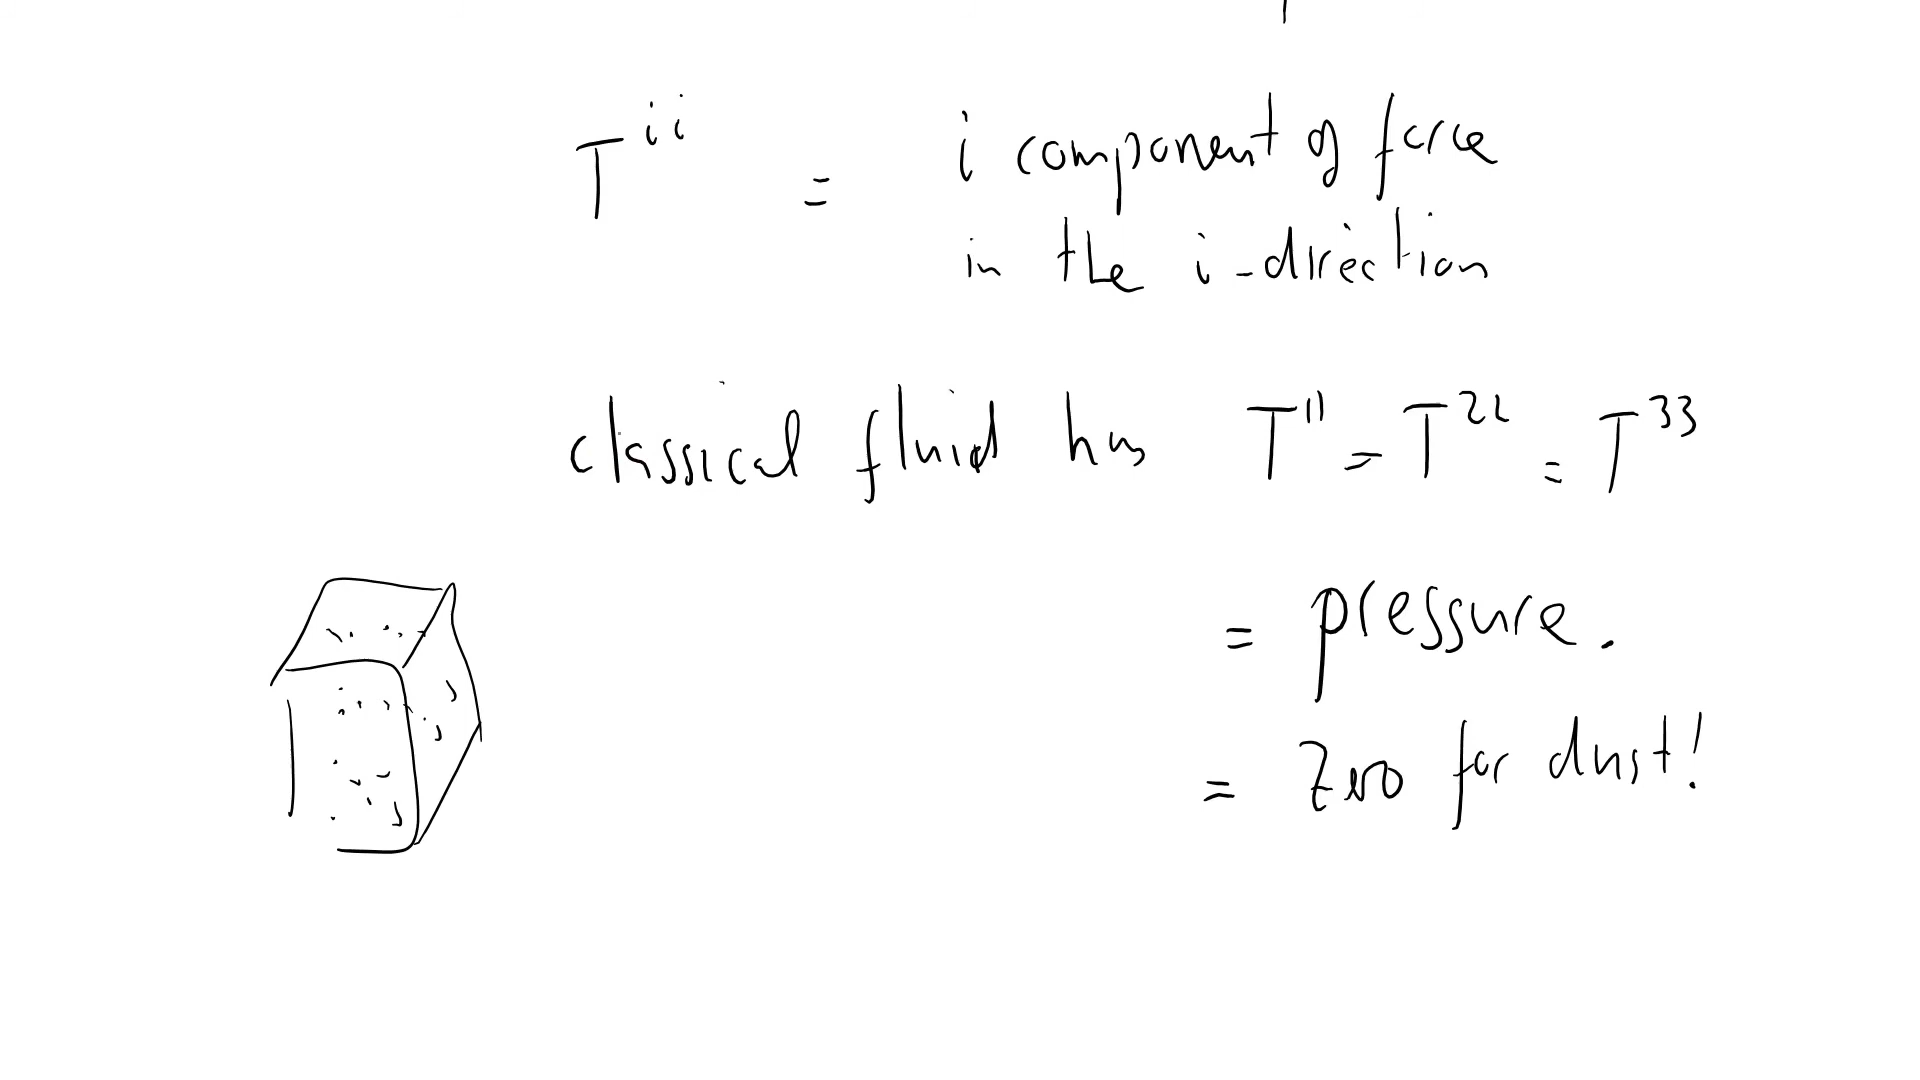 T^{ii} = i component of force
in the i-direction
classical fluid has T^{11} = T^{22} = T^{33}
= pressure.
= Zero for dust!